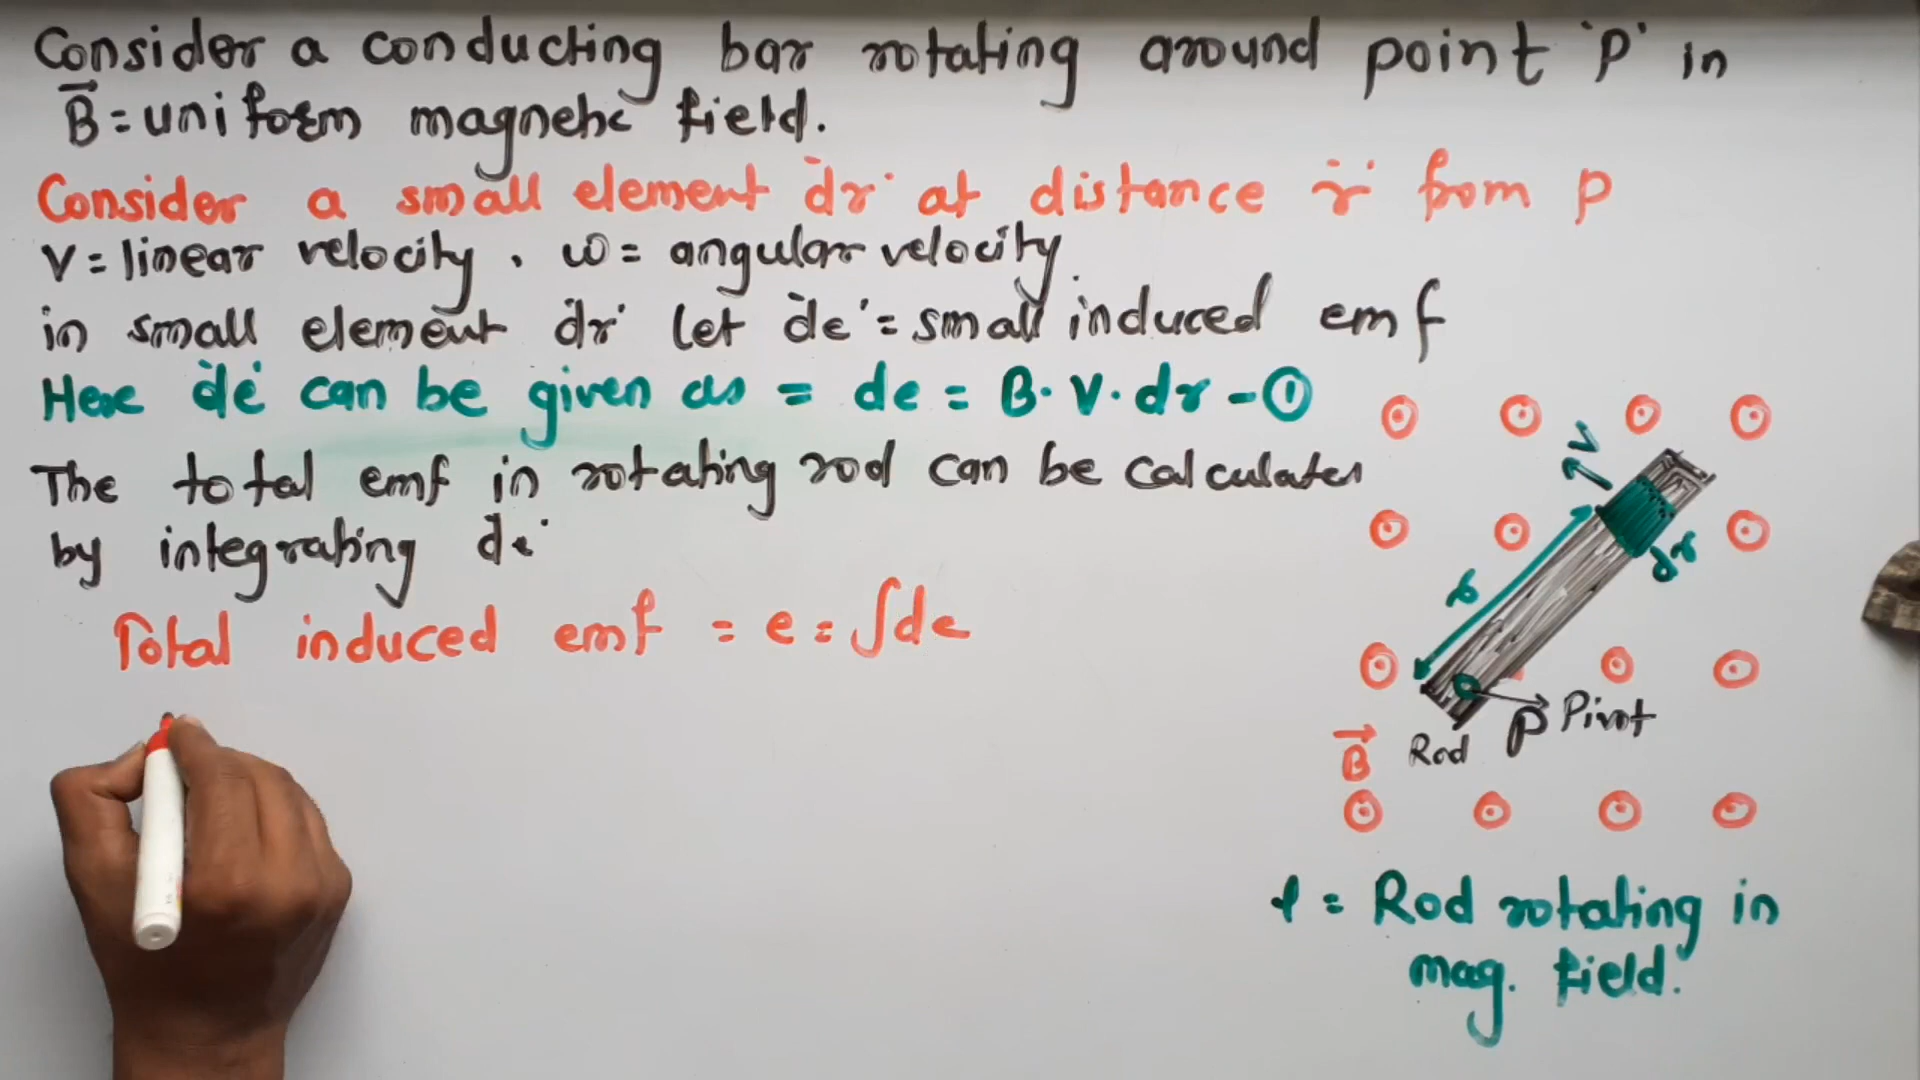 Consider a conducting bar rotating around point 'P' in
B = uniform magnetic field.
Consider a small element 'dr' at distance 'r' from P
V = linear velocity, ω = angular velocity
in small element 'dr' let 'de' = small induced emf
Here 'de' can be given as = de = B. V. dr - ①
The total emf in rotating rod can be calculates
by integrating de
Total induced emf = e = ∫de
V
r
dr
P Pivot
Rod
B
f = Rod rotating in
mag. field.